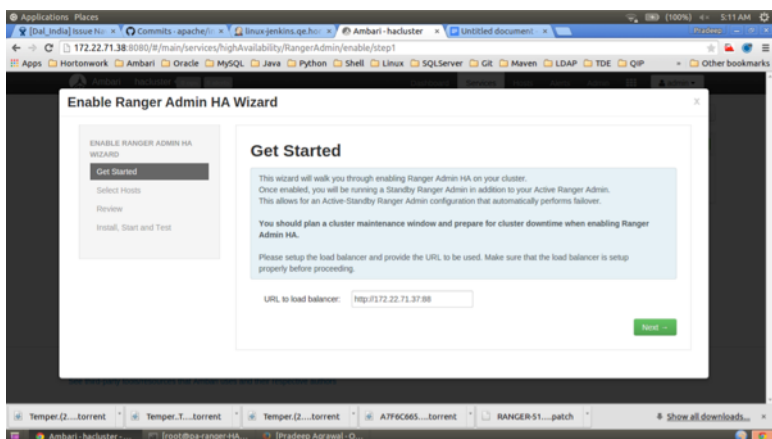 Applications Places
(100%)
5:11 AM
[Dal_India] Issue Na
Commits · apache/
linux-jenkins.qe.hor
Ambari - hacluster
Untitled document
Pradeep
172.22.71.38:8080/#/main/services/highAvailability/RangerAdmin/enable/step1
Apps Hortonwork Ambari Oracle MySQL Java Python Shell Linux SQLServer Git Maven LDAP TDE QIP » Other bookmarks
Ambari hacluster
Services
Enable Ranger Admin HA Wizard
X
ENABLE RANGER ADMIN HA
WIZARD
Get Started
Select Hosts
Review
Install, Start and Test
Get Started
This wizard will walk you through enabling Ranger Admin HA on your cluster.
Once enabled, you will be running a Standby Ranger Admin in addition to your Active Ranger Admin.
This allows for an Active-Standby Ranger Admin configuration that automatically performs failover.
You should plan a cluster maintenance window and prepare for cluster downtime when enabling Ranger
Admin HA.
Please setup the load balancer and provide the URL to be used. Make sure that the load balancer is setup
properly before proceeding.
URL to load balancer: http://172.22.71.37:88
Next →
Temper.(2....torrent
Temper..T....torrent
Temper.(2....torrent
A7F6C665....torrent
RANGER-51....patch
Show all downloads...
Ambari - hacluster -...
[root@pa-ranger-HA...
[Pradeep Agrawal - O...